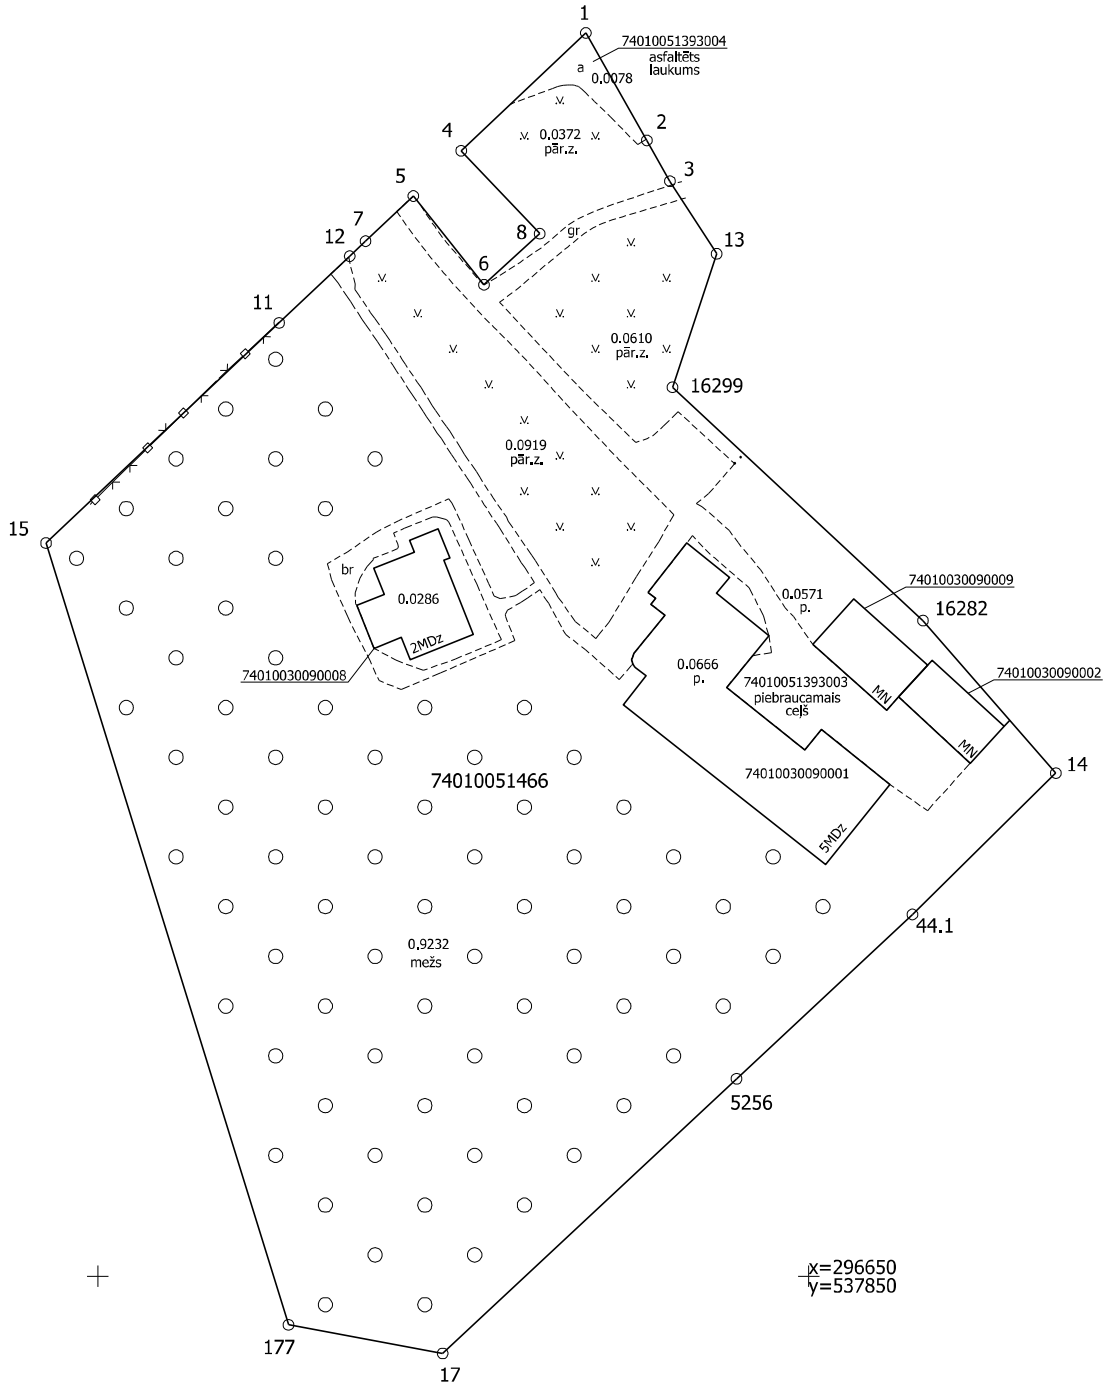 1
74010051393004
asfaltēts
laukums
a
0.0078
2
4
0.0372
pār.z.
3
5
7
8
gr
12
13
6
11
0.0610
pār.z.
16299
0.0919
pār.z.
15
br
0.0286
2MDz
74010030090008
0.0571
p.
74010030090009
16282
0.0666
p.
74010051393003
piebraucamais
ceļš
MN
74010030090002
MN
14
74010051466
74010030090001
5MDz
44.1
0.9232
mežs
5256
x=296650
y=537850
177
17